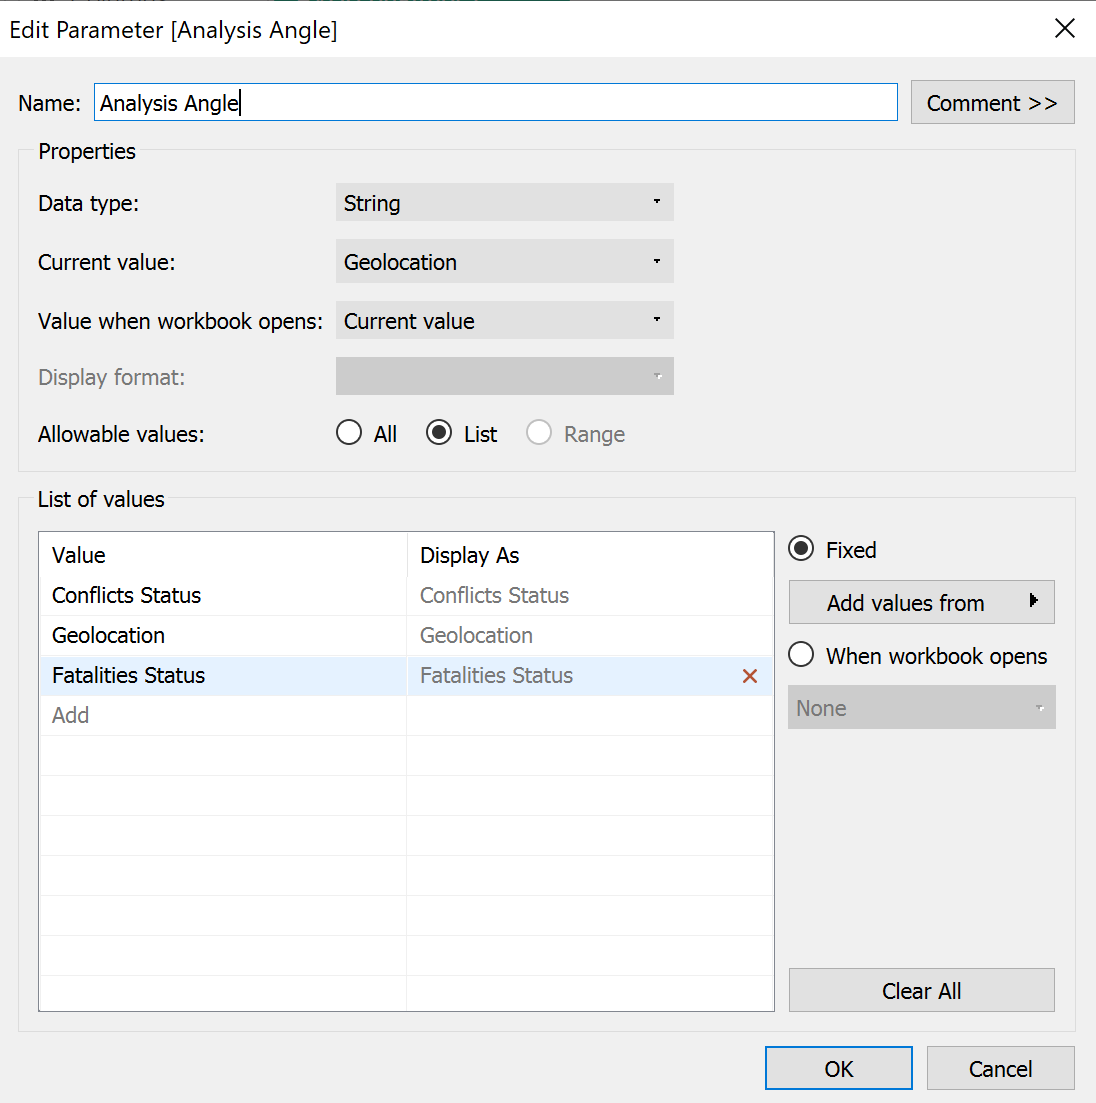 Edit Parameter [Analysis Angle]
Name: Analysis Angle Comment >>
Properties
Data type: String
Current value: Geolocation
Value when workbook opens: Current value
Display format:
Allowable values: All List Range
List of values
Value Display As
Conflicts Status Conflicts Status
Geolocation Geolocation
Fatalities Status Fatalities Status
Add
Fixed
Add values from
When workbook opens
None
Clear All
OK Cancel